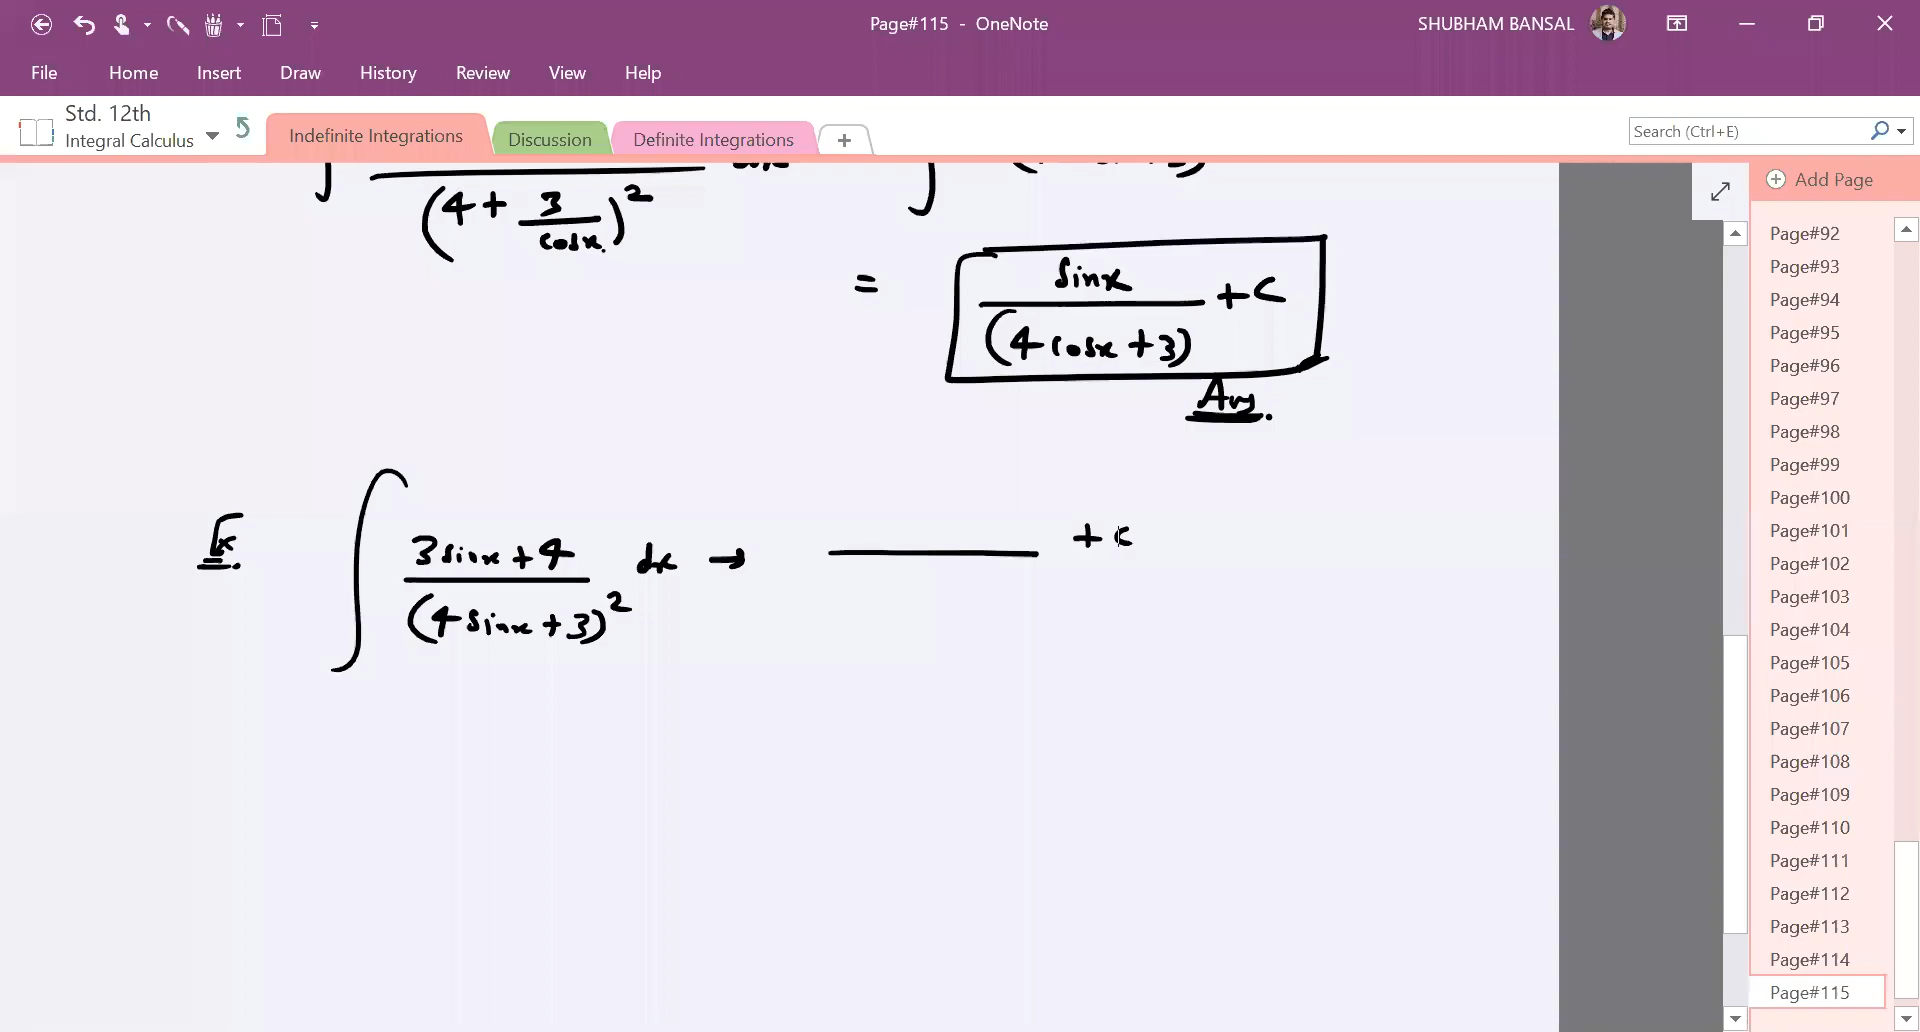 Page#115 - OneNote
SHUBHAM BANSAL
File Home Insert Draw History Review View Help
Std. 12th
Integral Calculus
Indefinite Integrations
Discussion
Definite Integrations
+
Search (Ctrl+E)
Add Page
Page#92
Page#93
Page#94
Page#95
Page#96
Page#97
Page#98
Page#99
Page#100
Page#101
Page#102
Page#103
Page#104
Page#105
Page#106
Page#107
Page#108
Page#109
Page#110
Page#111
Page#112
Page#113
Page#114
Page#115
∫ (4 + 3/cosx)²
= sinx/(4cosx + 3) + C
Ans.
Ex. ∫ (3sinx + 4)/(4sinx + 3)² dx → ____ + C